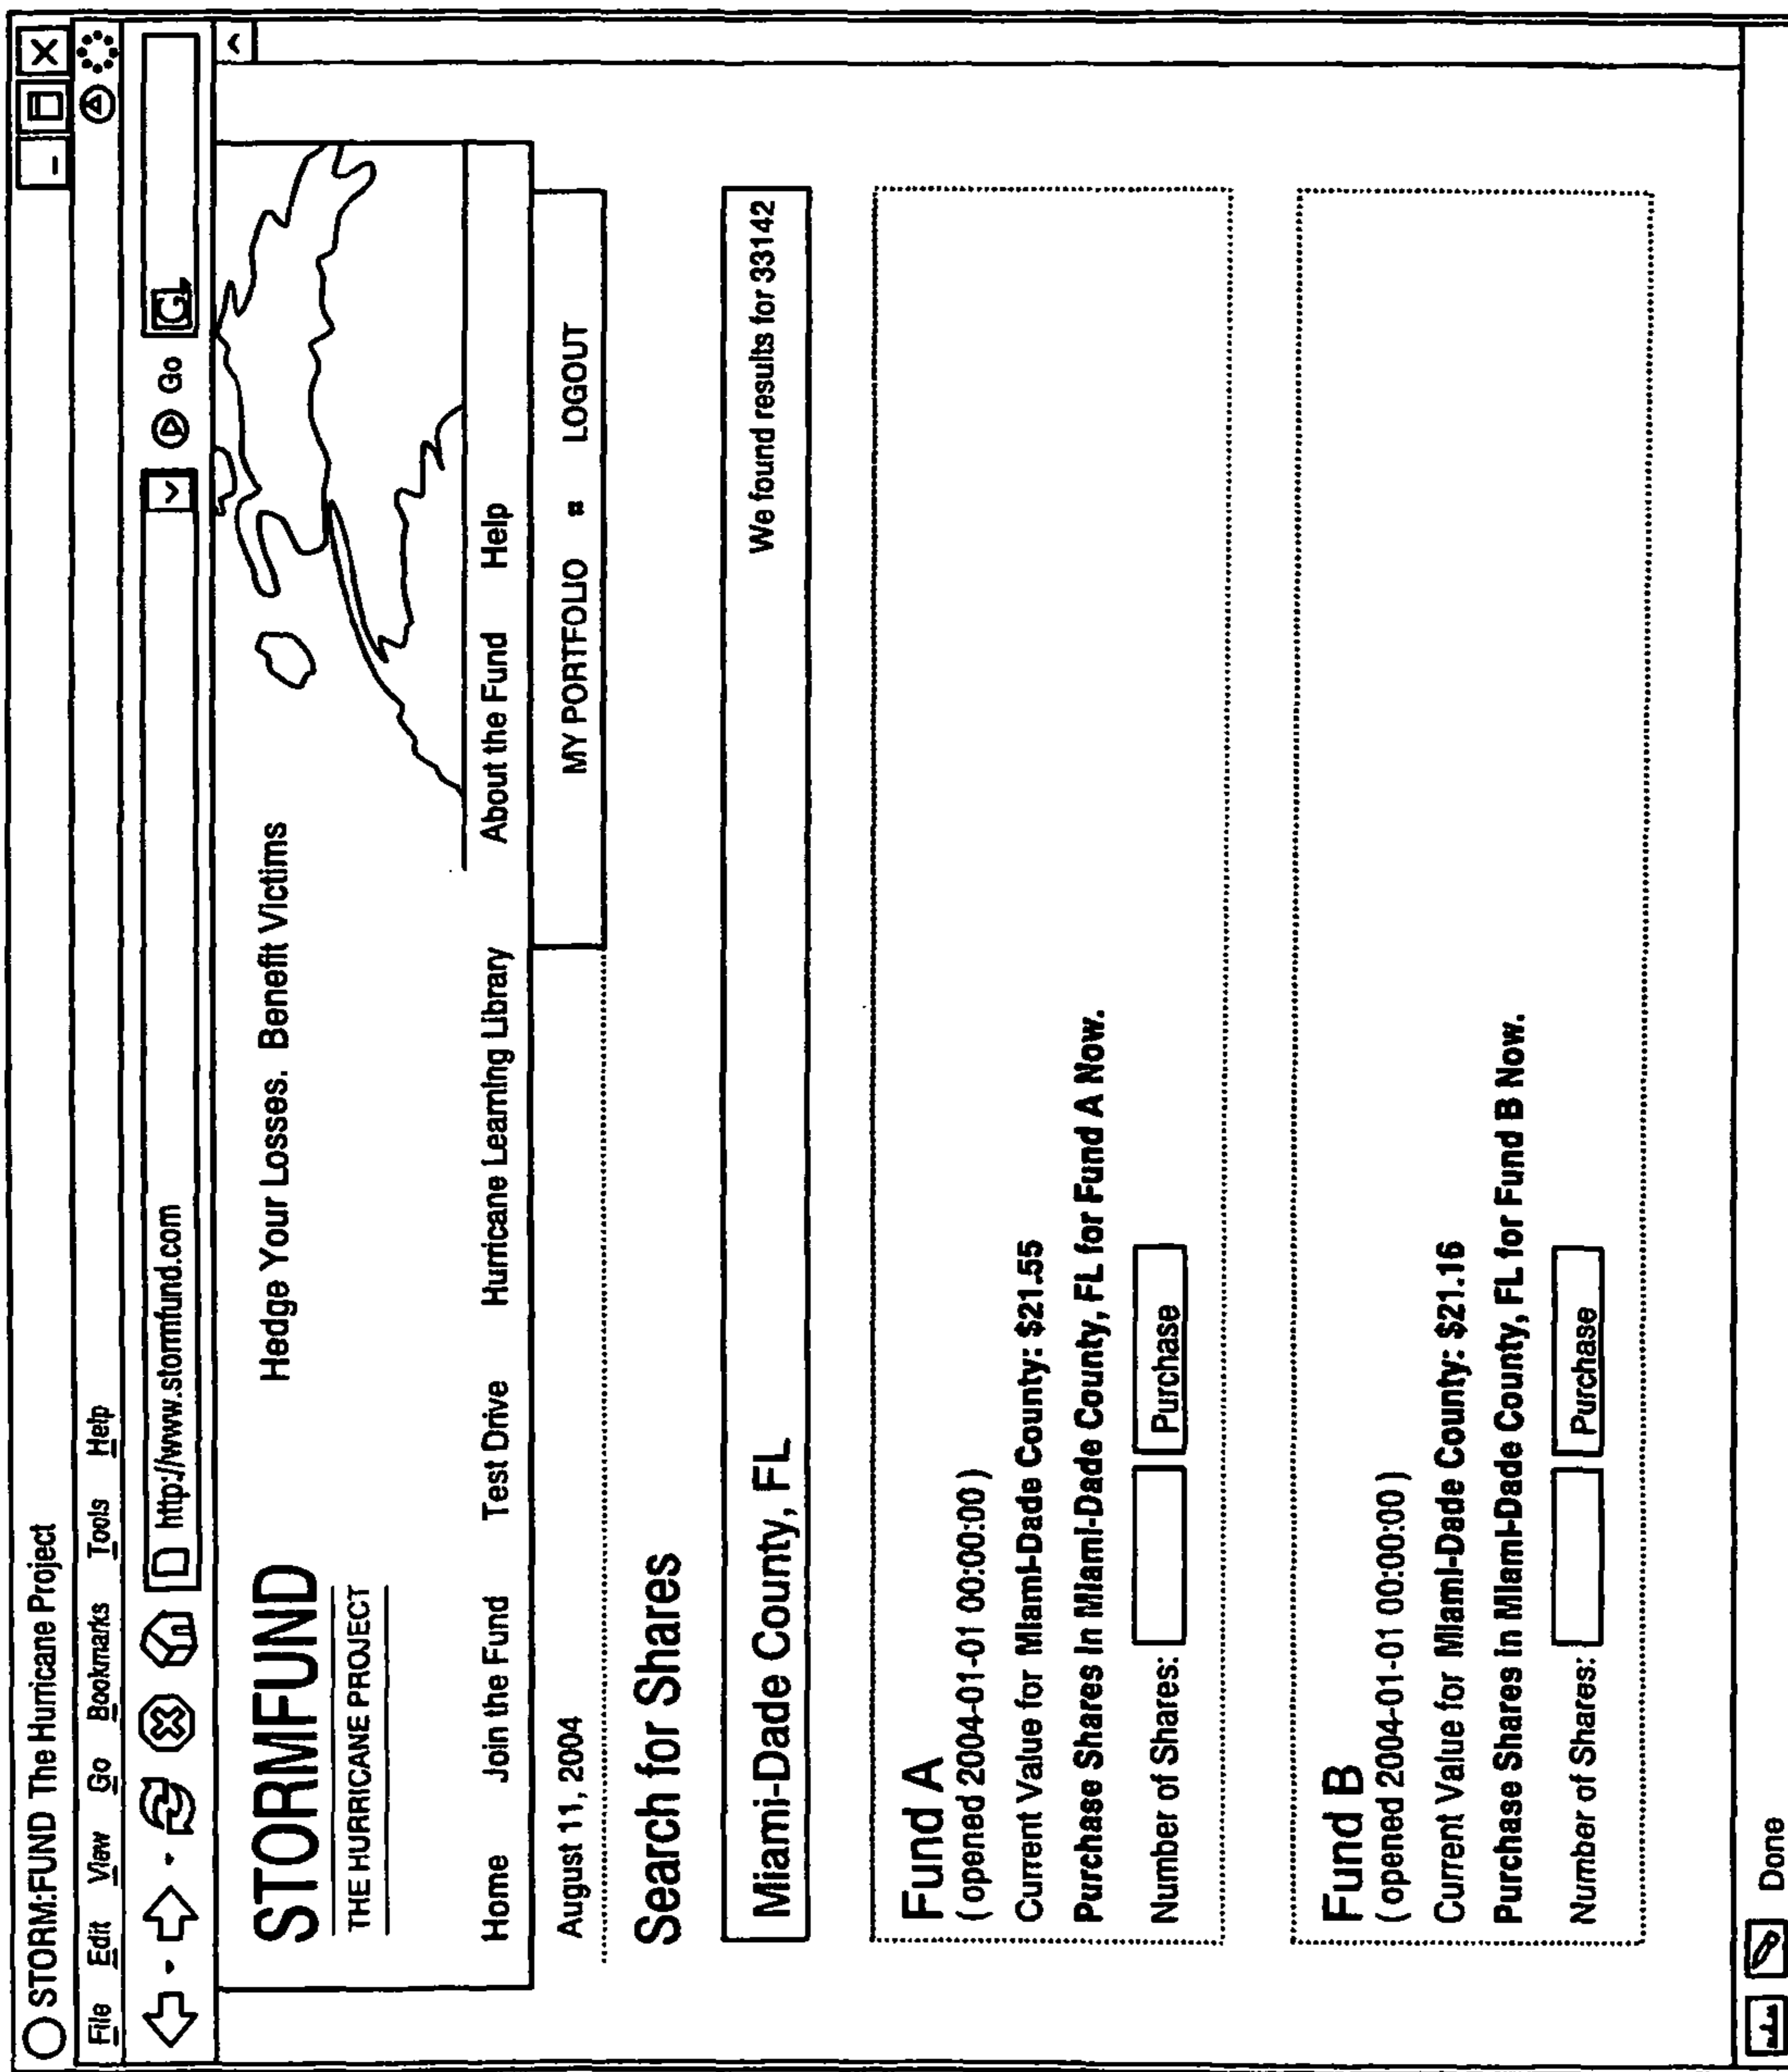 STORM:FUND The Hurricane Project
File Edit View Go Bookmarks Tools Help
http://www.stormfund.com Go G
STORMFUND
THE HURRICANE PROJECT
Hedge Your Losses. Benefit Victims
Home Join the Fund Test Drive Hurricane Learning Library About the Fund Help
August 11, 2004
MY PORTFOLIO :: LOGOUT
Search for Shares
Miami-Dade County, FL We found results for 33142
Fund A
( opened 2004-01-01 00:00:00 )
Current Value for Miami-Dade County: $21.55
Purchase Shares in Miami-Dade County, FL for Fund A Now.
Number of Shares: Purchase
Fund B
( opened 2004-01-01 00:00:00 )
Current Value for Miami-Dade County: $21.16
Purchase Shares in Miami-Dade County, FL for Fund B Now.
Number of Shares: Purchase
Done